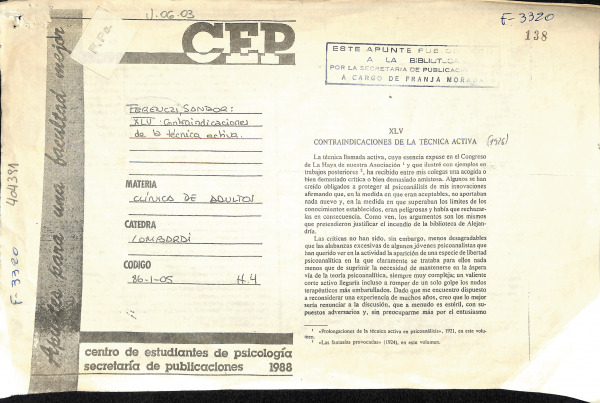 J.06.03
F-3320
138
CEP
ESTE APUNTE FUE
A LA BIBLIOTECA
POR LA SECRETARIA DE PUBLICAC
A CARGO DE FRANJA MORADA
FERENCZI, SANDOR:
XLV: Contraindicaciones
de la técnica activa.
MATERIA
CLÍNICA DE ADULTOS
CATEDRA
LOMBARDI
CODIGO
86-1-05 H.4
centro de estudiantes de psicología
secretaría de publicaciones 1988
una facultad mejor
F-3320 404381
XLV
CONTRAINDICACIONES DE LA TÉCNICA ACTIVA (1926)
La técnica llamada activa, cuya esencia expuse en el Congreso
de La Haya de nuestra Asociación ¹ y que ilustré con ejemplos en
trabajos posteriores ², ha recibido entre mis colegas una acogida o
bien demasiado crítica o bien demasiado amistosa. Algunos se han
creído obligados a proteger al psicoanálisis de mis innovaciones
afirmando que, en la medida en que eran aceptables, no aportaban
nada nuevo y, en la medida en que superaban los límites de los
conocimientos establecidos, eran peligrosas y había que rechazar-
las en consecuencia. Como ven, los argumentos son los mismos
que pretendieron justificar el incendio de la biblioteca de Alejan-
dría.
Las críticas no han sido, sin embargo, menos desagradables
que las alabanzas excesivas de algunos jóvenes psicoanalistas que
que han querido ver en la actividad la aparición de una especie de libertad
psicoanalítica en la que claramente se trataba para ellos nada
menos que de suprimir la necesidad de mantenerse en la áspera
vía de la teoría psicoanalítica, siempre muy compleja; un valiente
corte activo llegaría incluso a romper de un solo golpe los nudos
terapéuticos más embarullados. Dado que me encuentro dispuesto
a reconsiderar una experiencia de muchos años, creo que lo mejor
sería renunciar a la discusión, que a menudo es estéril, con su-
puestos adversarios y, sin preocuparme más por el entusiasmo
¹ «Prolongaciones de la técnica activa en psicoanálisis», 1921, en este volu-
men.
² «Las fantasías provocadas» (1924), en este volumen.